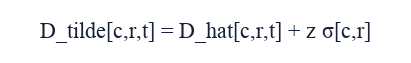 D_tilde[c,r,t] = D_hat[c,r,t] + z σ[c,r]